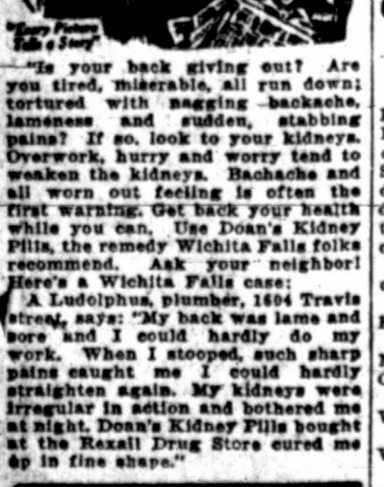 "Every Picture
Tells a Story"
"Is your back giving out? Are
you tired, miserable, all run down;
tortured with nagging backache,
lameness and sudden, stabbing
pains? If so, look to your kidneys.
Overwork, hurry and worry tend to
weaken the kidneys. Bachache and
all worn out feeling is often the
first warning. Get back your health
while you can. Use Doan's Kidney
Pills, the remedy Wichita Falls folks
recommend. Ask your neighbor!
Here's a Wichita Falls case:
A Ludolphus, plumber, 1604 Travis
street, says: "My back was lame and
sore and I could hardly do my
work. When I stooped, such sharp
pains caught me I could hardly
straighten again. My kidneys were
irregular in action and bothered me
at night. Doan's Kidney Pills bought
at the Rexall Drug Store cured me
up in fine shape."